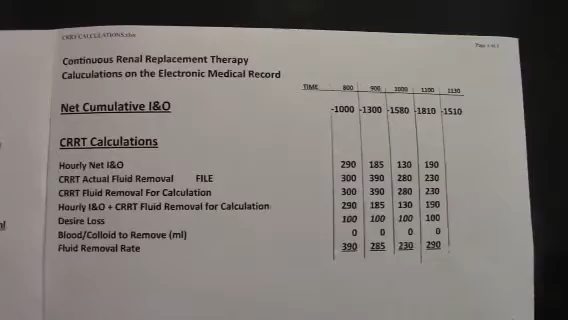 CRRT CALCULATIONS.xlsx
Continuous Renal Replacement Therapy
Caluculations on the Electronic Medical Record
TIME 800 900 1000 1100 1130
Net Cumulative I&O -1000 -1300 -1580 -1810 -1510
CRRT Calculations
Hourly Net I&O 290 185 130 190
CRRT Actual Fluid Removal FILE 300 390 280 230
CRRT Fluid Removal For Calculation 300 390 280 230
Hourly I&O + CRRT Fluid Removal for Calculation 290 185 130 190
Desire Loss 100 100 100 100
Blood/Colloid to Remove (ml) 0 0 0 0
Fluid Removal Rate 390 285 230 290